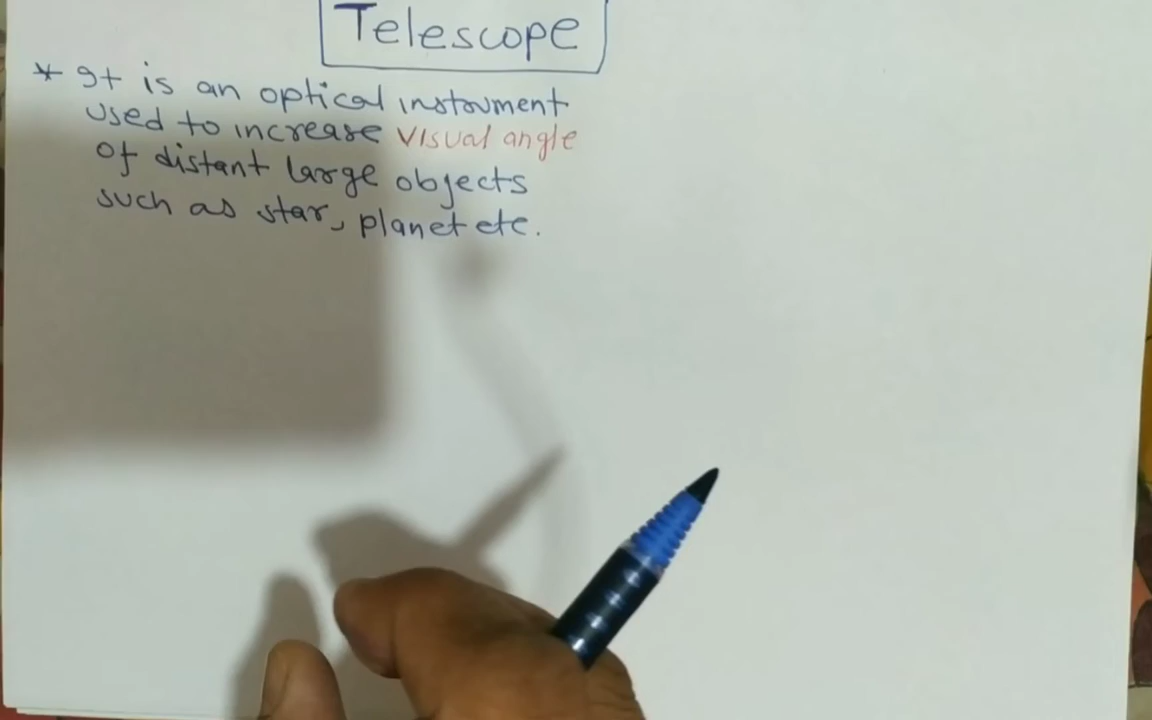 Telescope
* It is an optical instrument
used to increase visual angle
of distant large objects
such as star, planet etc.